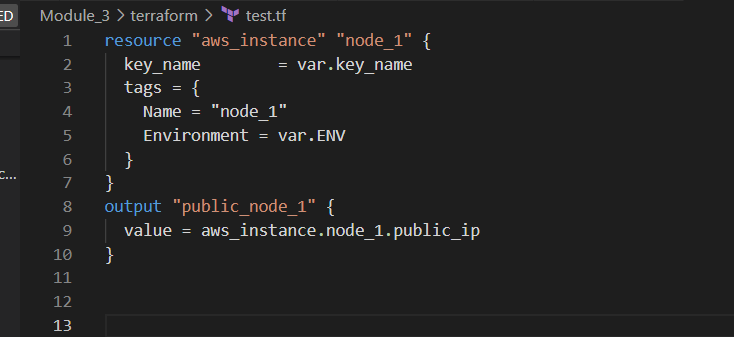 ED
Module_3 > terraform > test.tf
1 resource "aws_instance" "node_1" {
2   key_name        = var.key_name
3   tags = {
4     Name = "node_1"
5     Environment = var.ENV
6   }
7 }
8 output "public_node_1" {
c...
9   value = aws_instance.node_1.public_ip
10 }
11
12
13